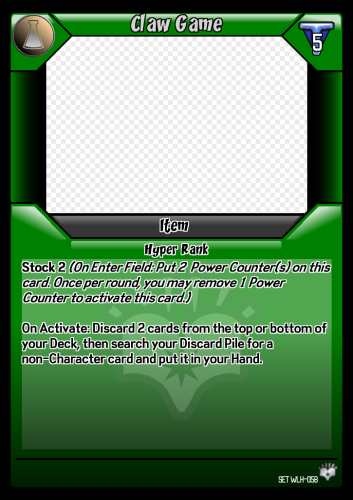 Claw Game
5
Item
Hyper Rank
Stock 2 (On Enter Field: Put 2 Power Counter(s) on this
card. Once per round, you may remove 1 Power
Counter to activate this card.)
On Activate: Discard 2 cards from the top or bottom of
your Deck, then search your Discard Pile for a
non-Character card and put it in your Hand.
SET WLH-058